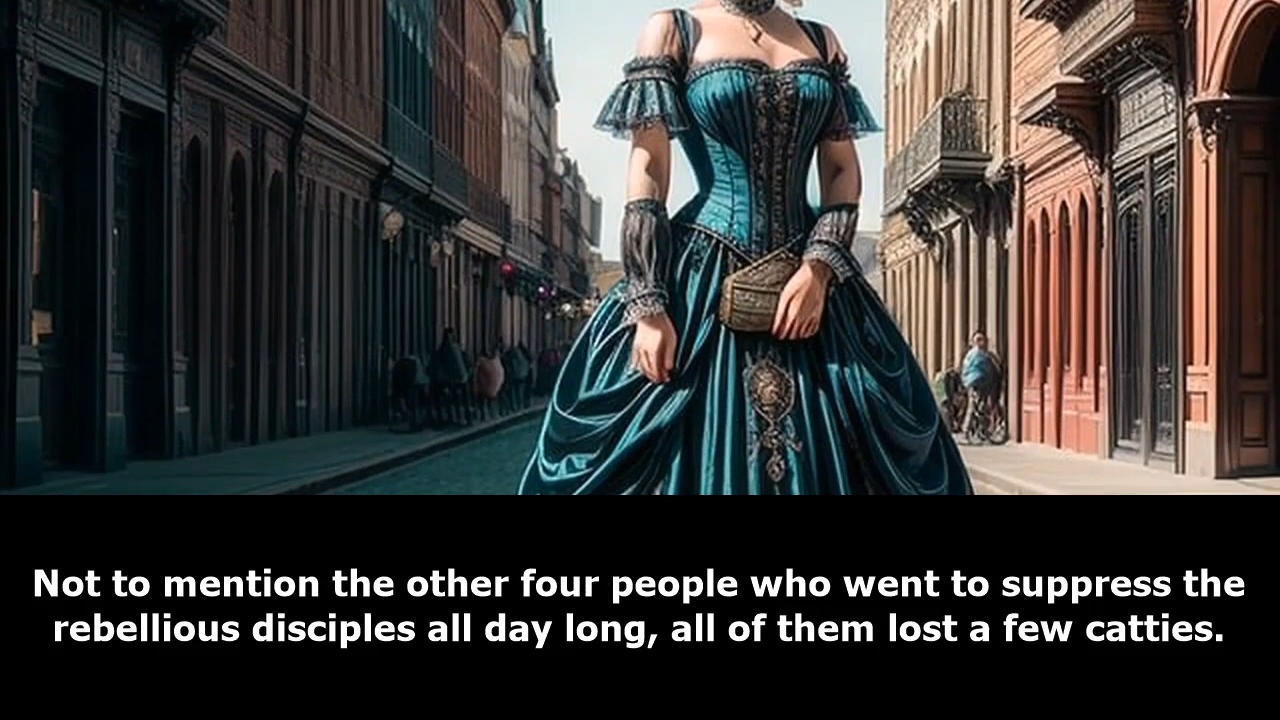 Not to mention the other four people who went to suppress the
rebellious disciples all day long, all of them lost a few catties.